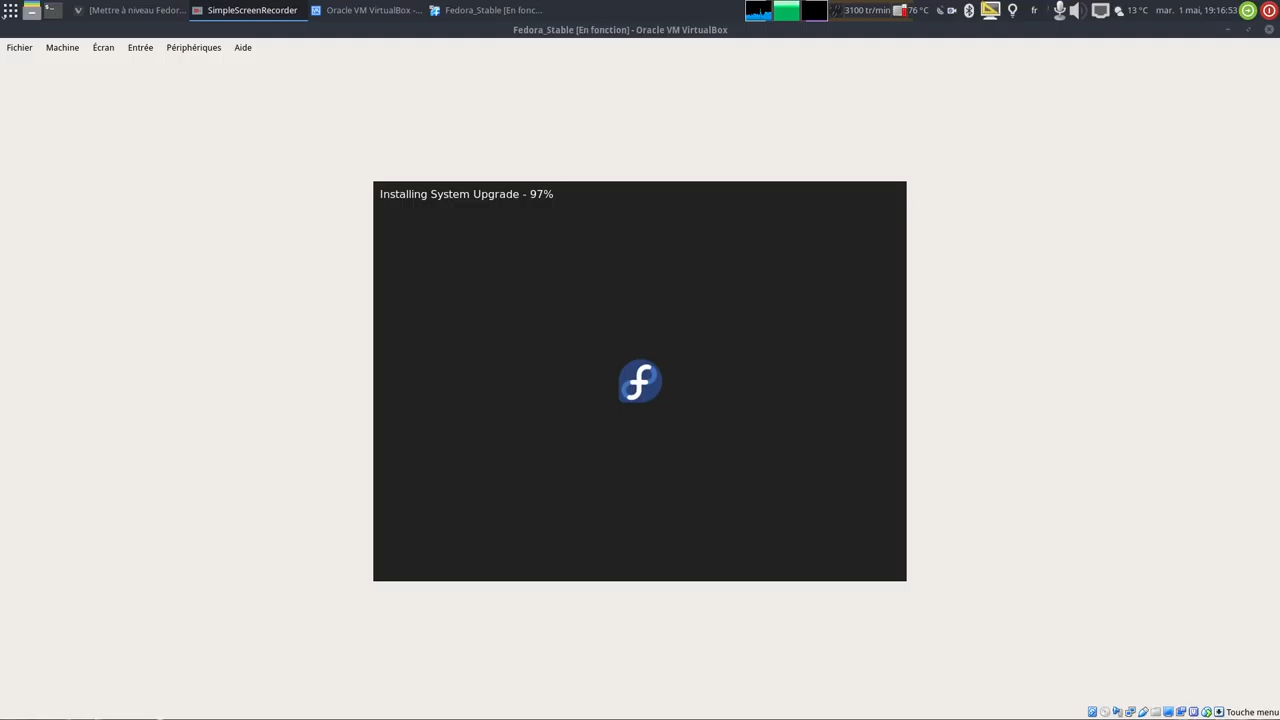 [Mettre à niveau Fedor...
SimpleScreenRecorder
Oracle VM VirtualBox -...
Fedora_Stable [En fonc...
3100 tr/min
76 °C
fr
13 °C
mar. 1 mai, 19:16:53
Fedora_Stable [En fonction] - Oracle VM VirtualBox
Fichier Machine Écran Entrée Périphériques Aide
Installing System Upgrade - 97%
Touche menu